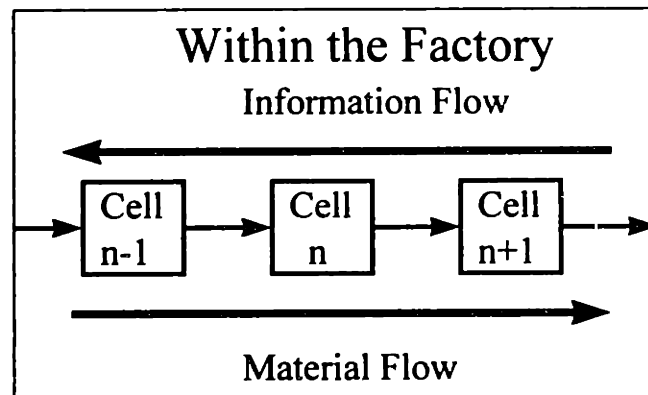 Within the Factory
Information Flow
Cell Cell Cell
n-1 n n+1
Material Flow